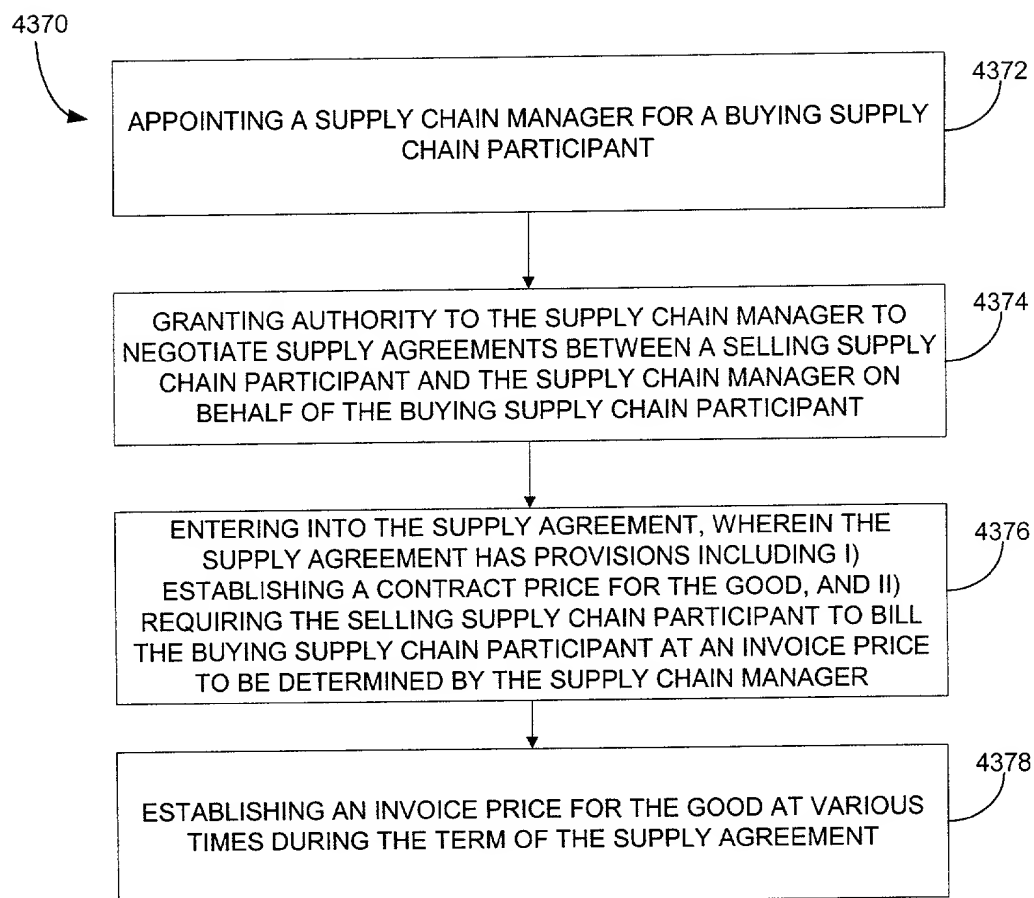 4370
4372
APPOINTING A SUPPLY CHAIN MANAGER FOR A BUYING SUPPLY
CHAIN PARTICIPANT
4374
GRANTING AUTHORITY TO THE SUPPLY CHAIN MANAGER TO
NEGOTIATE SUPPLY AGREEMENTS BETWEEN A SELLING SUPPLY
CHAIN PARTICIPANT AND THE SUPPLY CHAIN MANAGER ON
BEHALF OF THE BUYING SUPPLY CHAIN PARTICIPANT
4376
ENTERING INTO THE SUPPLY AGREEMENT, WHEREIN THE
SUPPLY AGREEMENT HAS PROVISIONS INCLUDING I)
ESTABLISHING A CONTRACT PRICE FOR THE GOOD, AND II)
REQUIRING THE SELLING SUPPLY CHAIN PARTICIPANT TO BILL
THE BUYING SUPPLY CHAIN PARTICIPANT AT AN INVOICE PRICE
TO BE DETERMINED BY THE SUPPLY CHAIN MANAGER
4378
ESTABLISHING AN INVOICE PRICE FOR THE GOOD AT VARIOUS
TIMES DURING THE TERM OF THE SUPPLY AGREEMENT